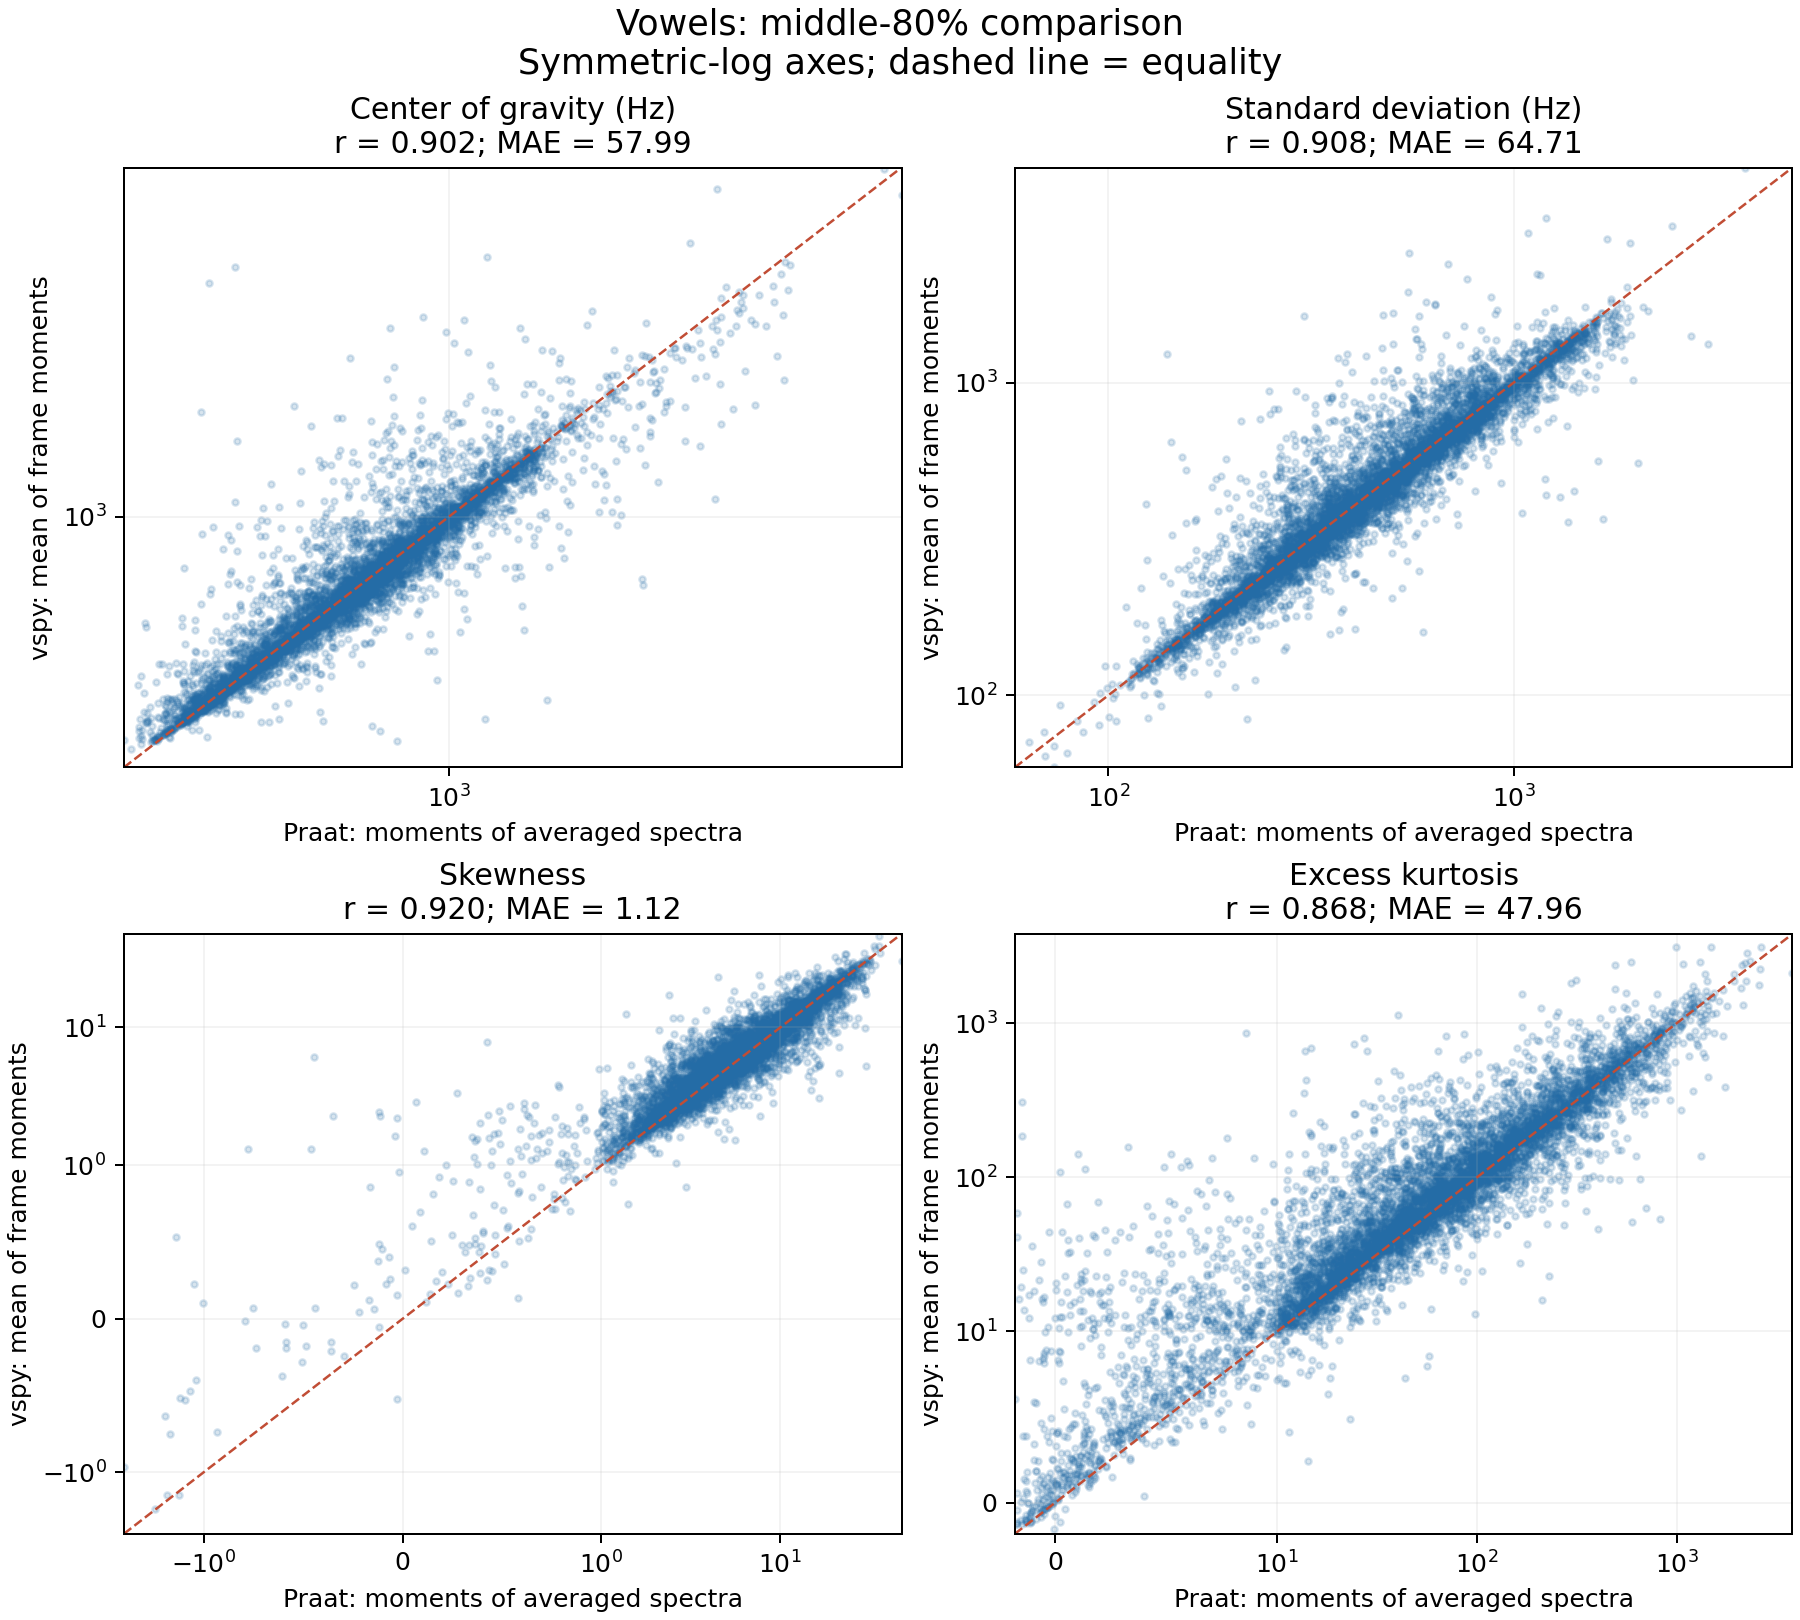 Vowels: middle-80% comparison
Symmetric-log axes; dashed line = equality
Center of gravity (Hz)
r = 0.902; MAE = 57.99
vspy: mean of frame moments
10³
10³
Praat: moments of averaged spectra
Standard deviation (Hz)
r = 0.908; MAE = 64.71
vspy: mean of frame moments
10³
10²
10² 10³
Praat: moments of averaged spectra
Skewness
r = 0.920; MAE = 1.12
vspy: mean of frame moments
10¹
10⁰
0
−10⁰
−10⁰ 0 10⁰ 10¹
Praat: moments of averaged spectra
Excess kurtosis
r = 0.868; MAE = 47.96
vspy: mean of frame moments
10³
10²
10¹
0
0 10¹ 10² 10³
Praat: moments of averaged spectra